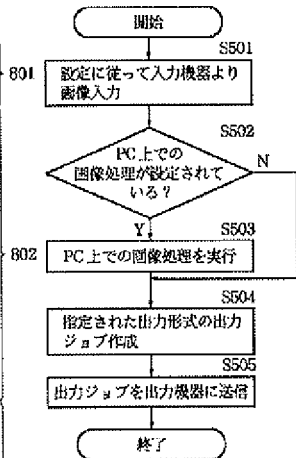 開始
S501
801
設定に従って入力機器より
画像入力
S502
PC上での
画像処理が設定されて
いる?
N
Y
S503
802
PC上での画像処理を実行
S504
指定された出力形式の出力
ジョブ作成
S505
出力ジョブを出力機器に送信
終了